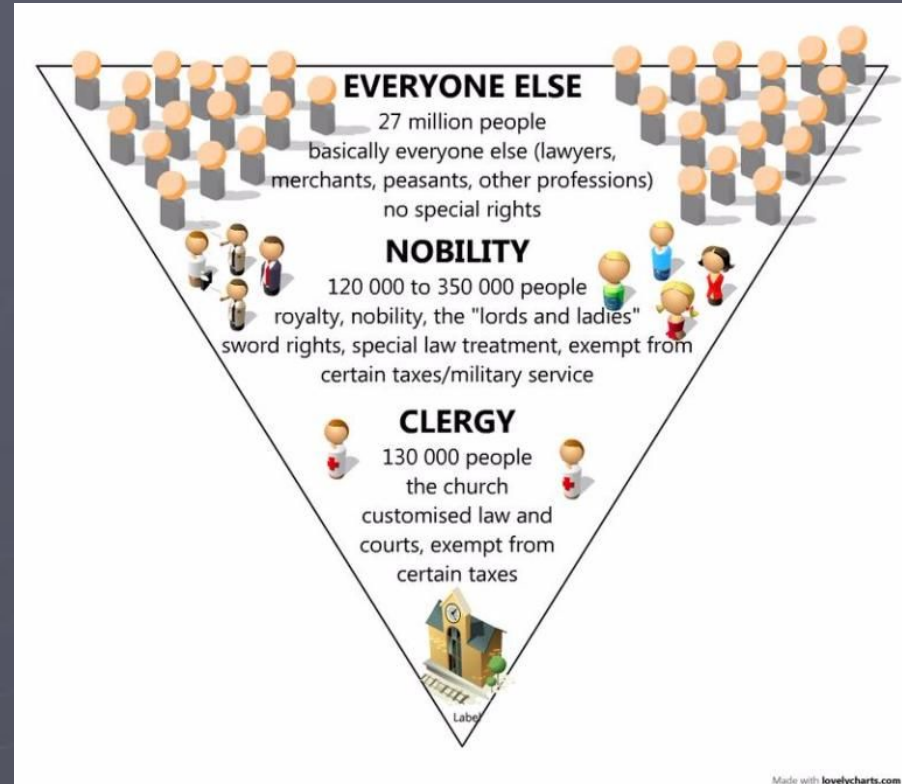 EVERYONE ELSE
27 million people
basically everyone else (lawyers,
merchants, peasants, other professions)
no special rights
NOBILITY
120 000 to 350 000 people
royalty, nobility, the "lords and ladies"
sword rights, special law treatment, exempt from
certain taxes/military service
CLERGY
130 000 people
the church
customised law and
courts, exempt from
certain taxes
Label
Made with lovelycharts.com